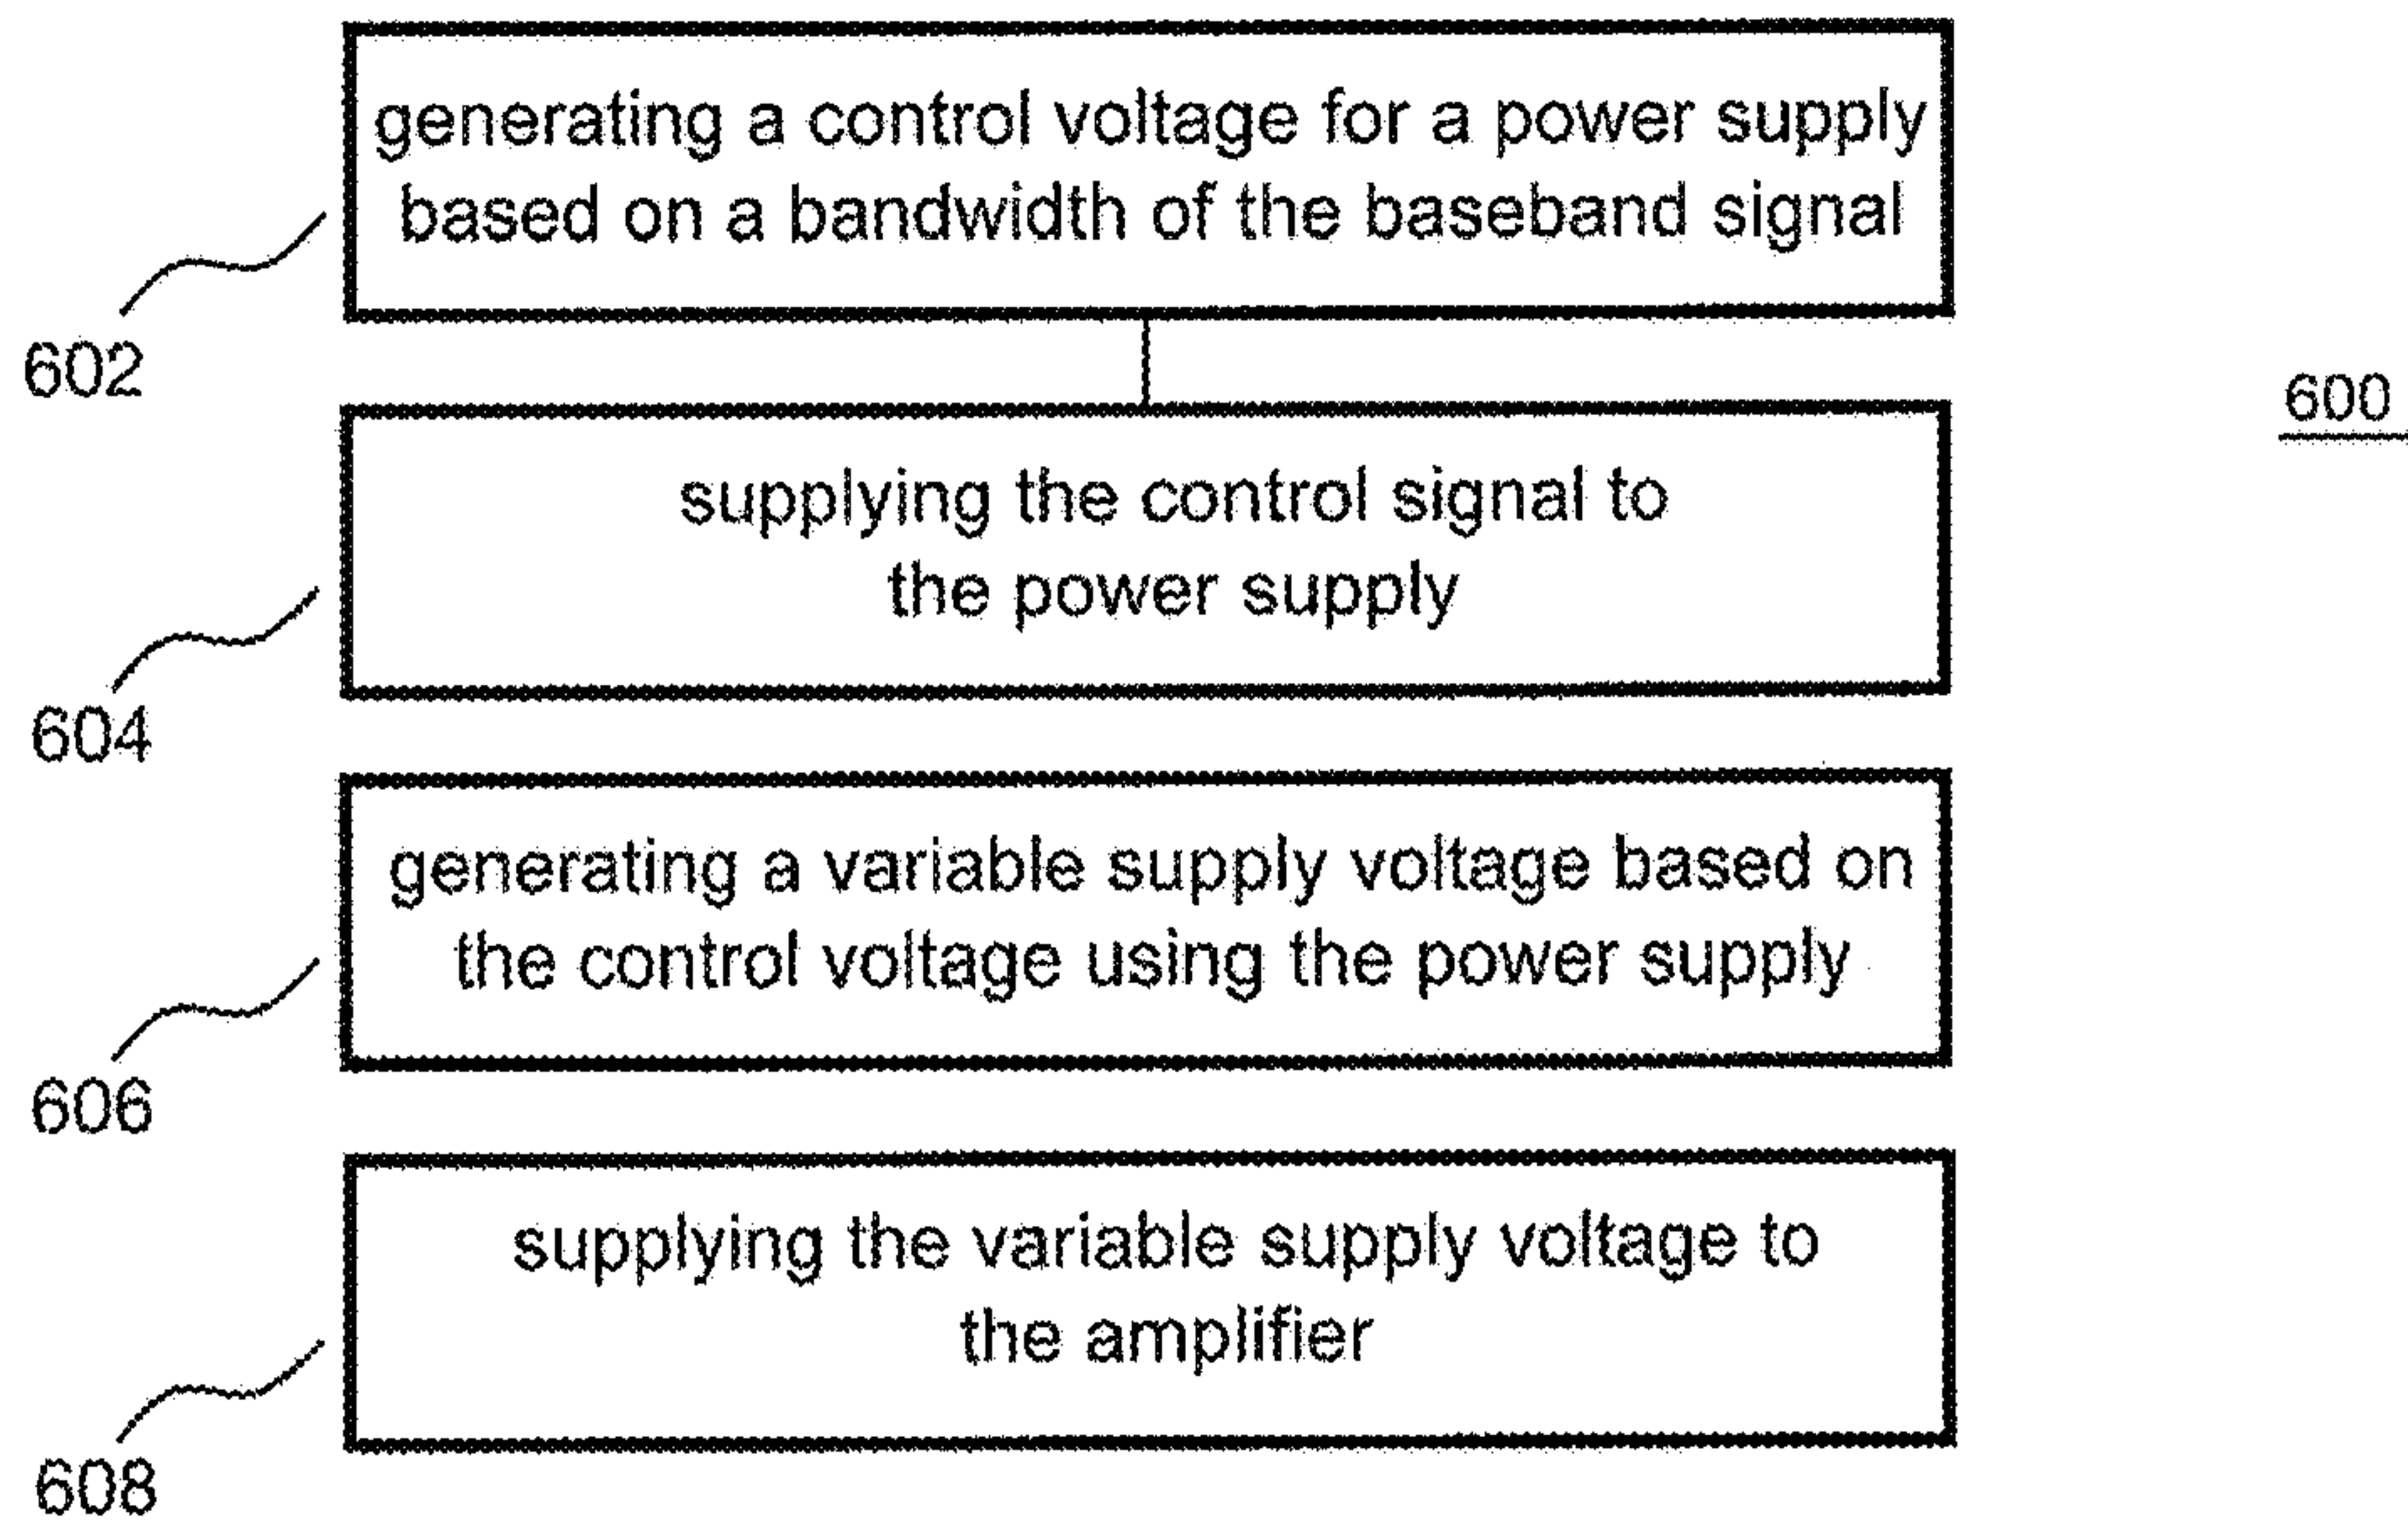 generating a control voltage for a power supply
based on a bandwidth of the baseband signal
602
600
supplying the control signal to
the power supply
604
generating a variable supply voltage based on
the control voltage using the power supply
606
supplying the variable supply voltage to
the amplifier
608